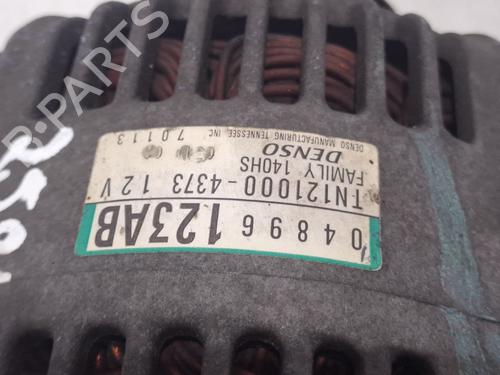 04896 123AB
TN121000-4373 12V
FAMILY 140HS
DENSO
DENSO MANUFACTURING TENNESSEE, INC. 70113
B-PARTS